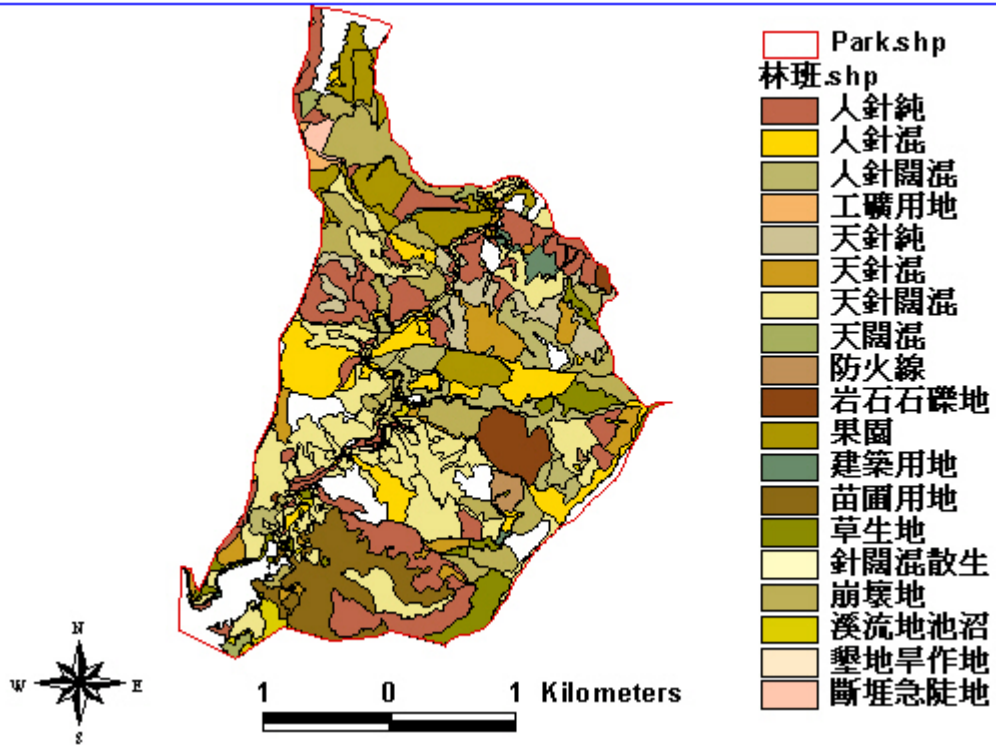 Park.shp
林班.shp
人針純
人針混
人針闊混
工礦用地
天針純
天針混
天針闊混
天闊混
防火線
岩石石礫地
果園
建築用地
苗圃用地
草生地
針闊混散生
崩壞地
溪流地池沼
墾地旱作地
斷堐急陡地
N
W E
S
1 0 1 Kilometers